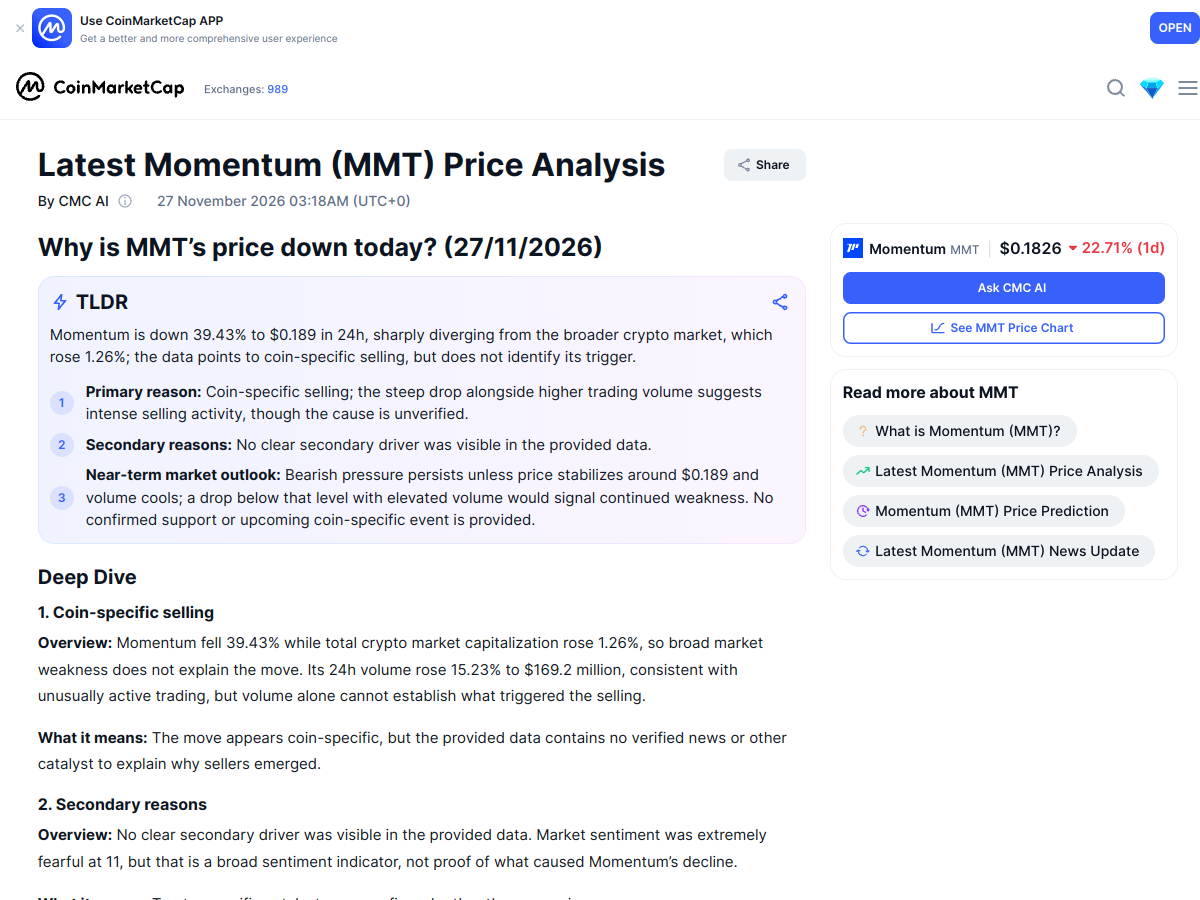 Use CoinMarketCap APP
Get a better and more comprehensive user experience
OPEN
CoinMarketCap
Exchanges: 989
Latest Momentum (MMT) Price Analysis
Share
By CMC AI
27 November 2026 03:18AM (UTC+0)
Why is MMT’s price down today? (27/11/2026)
TLDR
Momentum is down 39.43% to $0.189 in 24h, sharply diverging from the broader crypto market, which
rose 1.26%; the data points to coin-specific selling, but does not identify its trigger.
1
Primary reason: Coin-specific selling; the steep drop alongside higher trading volume suggests
intense selling activity, though the cause is unverified.
2
Secondary reasons: No clear secondary driver was visible in the provided data.
3
Near-term market outlook: Bearish pressure persists unless price stabilizes around $0.189 and
volume cools; a drop below that level with elevated volume would signal continued weakness. No
confirmed support or upcoming coin-specific event is provided.
Deep Dive
1. Coin-specific selling
Overview: Momentum fell 39.43% while total crypto market capitalization rose 1.26%, so broad market
weakness does not explain the move. Its 24h volume rose 15.23% to $169.2 million, consistent with
unusually active trading, but volume alone cannot establish what triggered the selling.
What it means: The move appears coin-specific, but the provided data contains no verified news or other
catalyst to explain why sellers emerged.
2. Secondary reasons
Overview: No clear secondary driver was visible in the provided data. Market sentiment was extremely
fearful at 11, but that is a broad sentiment indicator, not proof of what caused Momentum’s decline.
Momentum MMT
$0.1826 22.71% (1d)
Ask CMC AI
See MMT Price Chart
Read more about MMT
What is Momentum (MMT)?
Latest Momentum (MMT) Price Analysis
Momentum (MMT) Price Prediction
Latest Momentum (MMT) News Update